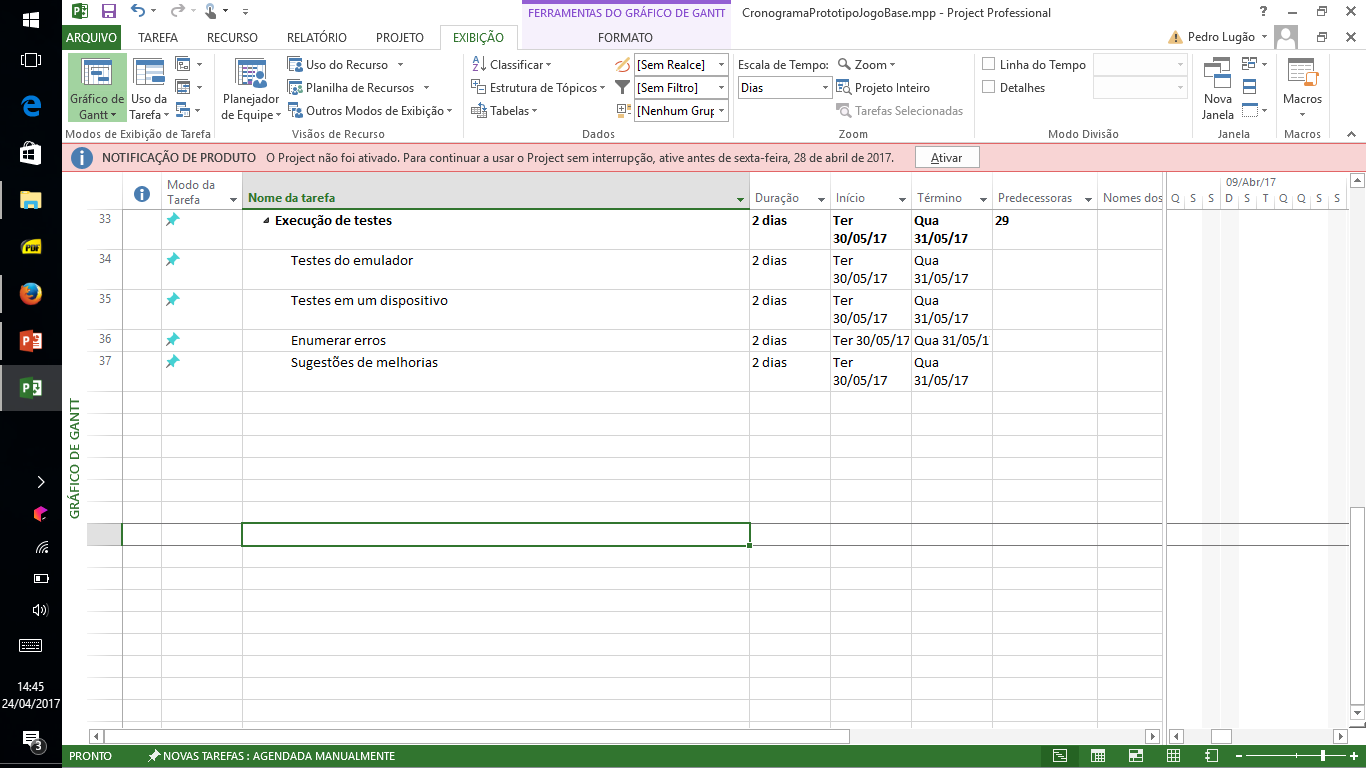 FERRAMENTAS DO GRÁFICO DE GANTT
CronogramaPrototipoJogoBase.mpp - Project Professional
?
ARQUIVO TAREFA RECURSO RELATÓRIO PROJETO EXIBIÇÃO FORMATO
Pedro Lugão
Gráfico de Gantt
Uso da Tarefa
Modos de Exibição de Tarefa
Planejador de Equipe
Uso do Recurso
Planilha de Recursos
Outros Modos de Exibição
Visões de Recurso
Classificar
Estrutura de Tópicos
Tabelas
[Sem Realce]
[Sem Filtro]
[Nenhum Grup
Dados
Escala de Tempo:
Dias
Zoom
Projeto Inteiro
Tarefas Selecionadas
Zoom
Linha do Tempo
Detalhes
Modo Divisão
Nova Janela
Janela
Macros
Macros
NOTIFICAÇÃO DE PRODUTO O Project não foi ativado. Para continuar a usar o Project sem interrupção, ative antes de sexta-feira, 28 de abril de 2017. Ativar
Modo da Tarefa Nome da tarefa Duração Início Término Predecessoras Nomes dos
09/Abr/17
Q S S D S T Q Q S S
33 Execução de testes 2 dias Ter 30/05/17 Qua 31/05/17 29
34 Testes do emulador 2 dias Ter 30/05/17 Qua 31/05/17
35 Testes em um dispositivo 2 dias Ter 30/05/17 Qua 31/05/17
36 Enumerar erros 2 dias Ter 30/05/17 Qua 31/05/1
37 Sugestões de melhorias 2 dias Ter 30/05/17 Qua 31/05/17
GRÁFICO DE GANTT
PDF
14:45
24/04/2017
3
PRONTO NOVAS TAREFAS : AGENDADA MANUALMENTE